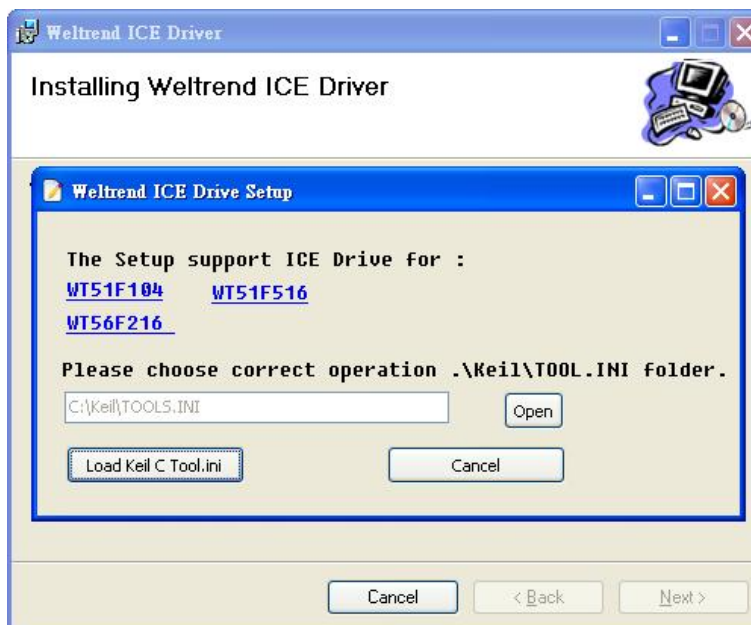 Weltrend ICE Driver
Installing Weltrend ICE Driver
Weltrend ICE Drive Setup
The Setup support ICE Drive for :
WT51F104 WT51F516
WT56F216
Please choose correct operation .\Keil\TOOL.INI folder.
C:\Keil\TOOLS.INI Open
Load Keil C Tool.ini Cancel
Cancel < Back Next >